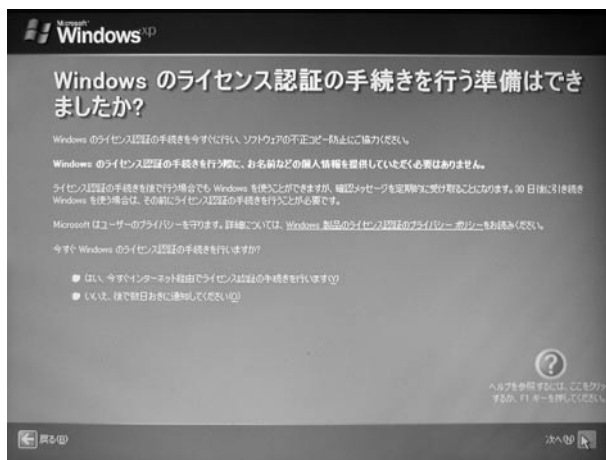 Microsoft
Windows xp
Windows のライセンス認証の手続きを行う準備はでき
ましたか?
Windows のライセンス認証の手続きを今すぐに行い、ソフトウェアの不正コピー防止にご協力ください。
Windows のライセンス認証の手続きを行う際に、お名前などの個人情報を提供していただく必要はありません。
ライセンス認証の手続きを後で行う場合でも Windows を使うことができますが、確認メッセージを定期的に受け取ることになります。30 日後に引き続き
Windows を使う場合は、その前にライセンス認証の手続きを行うことが必要です。
Microsoft はユーザーのプライバシーを守ります。詳細については、Windows 製品のライセンス認証のプライバシー ポリシーをお読みください。
今すぐ Windows のライセンス認証の手続きを行いますか?
はい、今すぐインターネット経由でライセンス認証の手続きを行います(Y)
いいえ、後で数日おきに通知してください(O)
ヘルプを参照するには、ここをクリッ
するか、F1 キーを押してください。
戻る(B)
次へ(N)